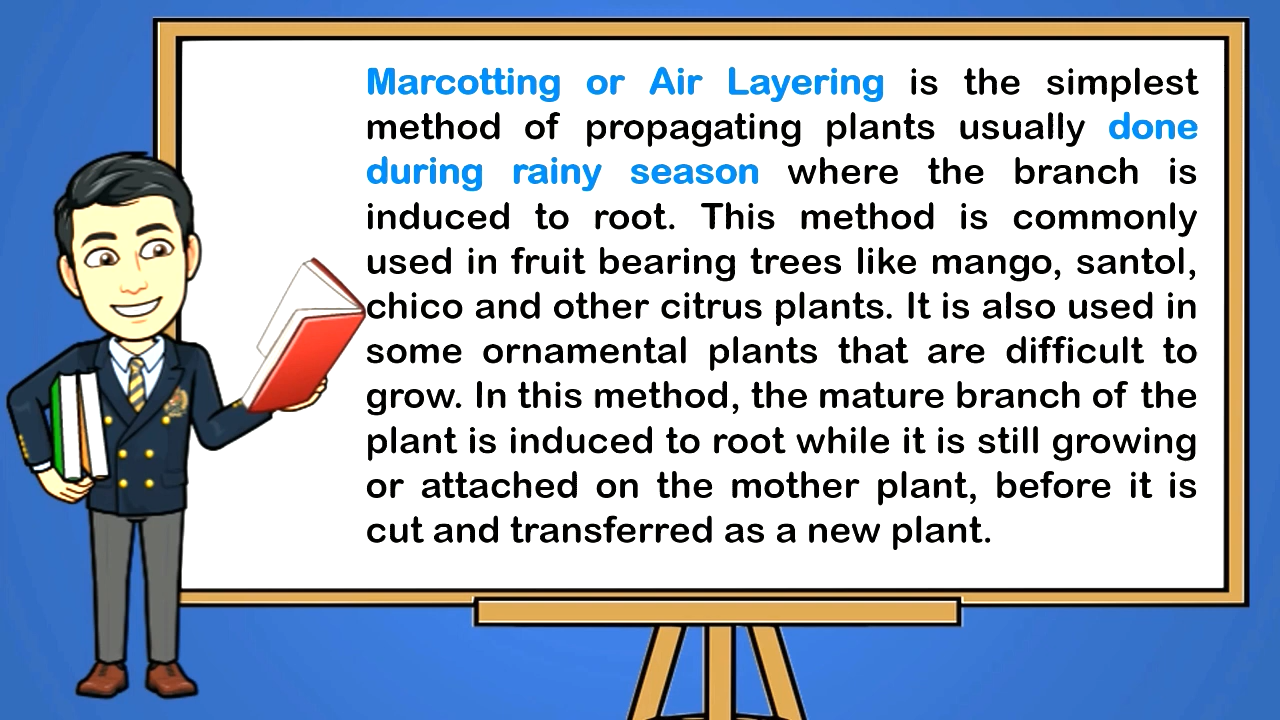 Marcotting or Air Layering is the simplest
method of propagating plants usually done
during rainy season where the branch is
induced to root. This method is commonly
used in fruit bearing trees like mango, santol,
chico and other citrus plants. It is also used in
some ornamental plants that are difficult to
grow. In this method, the mature branch of the
plant is induced to root while it is still growing
or attached on the mother plant, before it is
cut and transferred as a new plant.